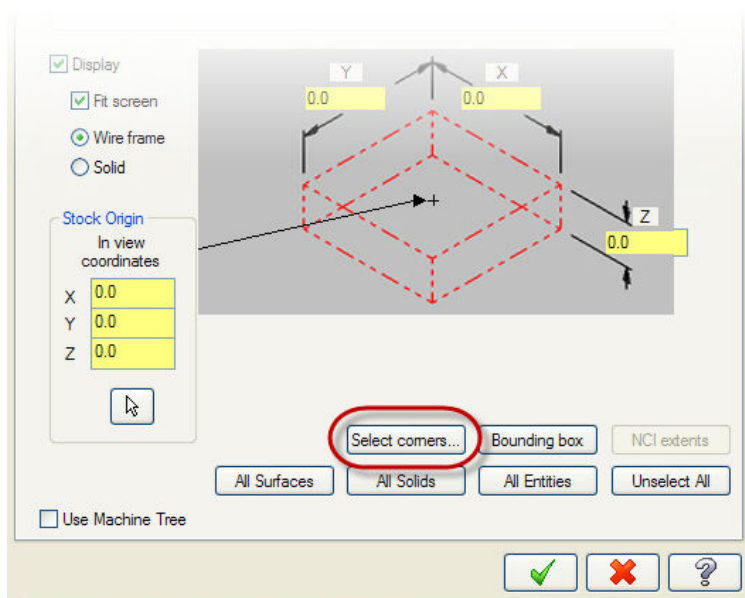 Display
Fit screen
Wire frame
Solid
Y
X
0.0
0.0
Z
0.0
Stock Origin
In view
coordinates
X 0.0
Y 0.0
Z 0.0
Select corners...
Bounding box
NCI extents
All Surfaces
All Solids
All Entities
Unselect All
Use Machine Tree
?